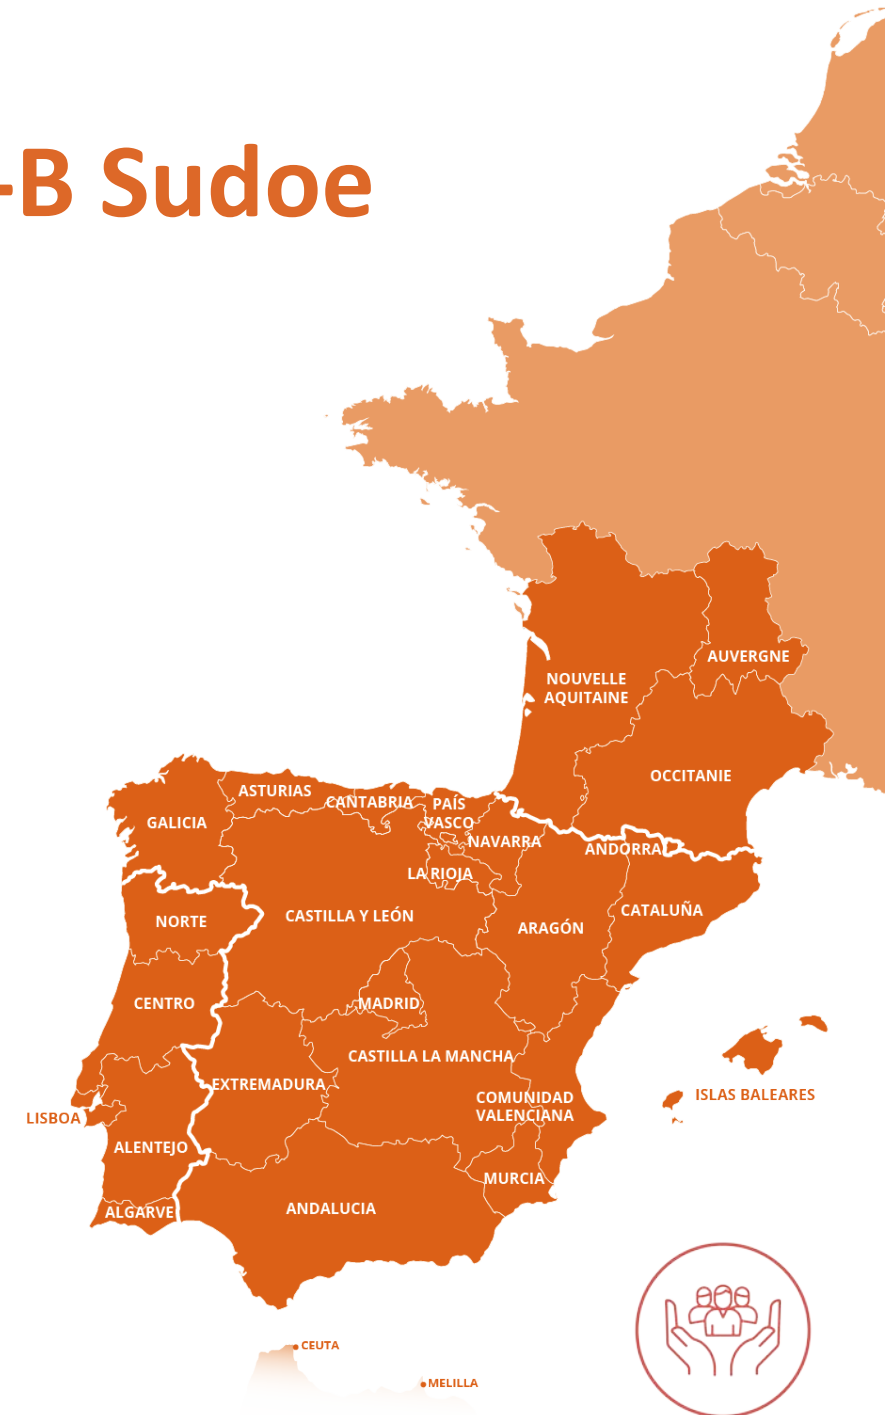 -B Sudoe
AUVERGNE
NOUVELLE
AQUITAINE
OCCITANIE
ASTURIAS
CANTABRIA
PAÍS
VASCO
GALICIA
NAVARRA
ANDORRA
LA RIOJA
CATALUÑA
CASTILLA Y LEÓN
NORTE
ARAGÓN
CENTRO
MADRID
CASTILLA LA MANCHA
EXTREMADURA
ISLAS BALEARES
COMUNIDAD
VALENCIANA
LISBOA
ALENTEJO
MURCIA
ANDALUCIA
ALGARVE
CEUTA
MELILLA